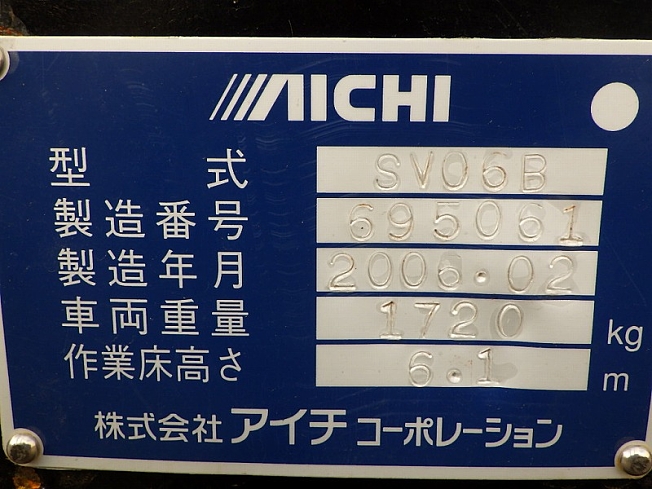 AICHI
型式 SV06B
製造番号 695061
製造年月 2006.02
車両重量 1720 kg
作業床高さ 6.1 m
株式会社 アイチ コーポレーション